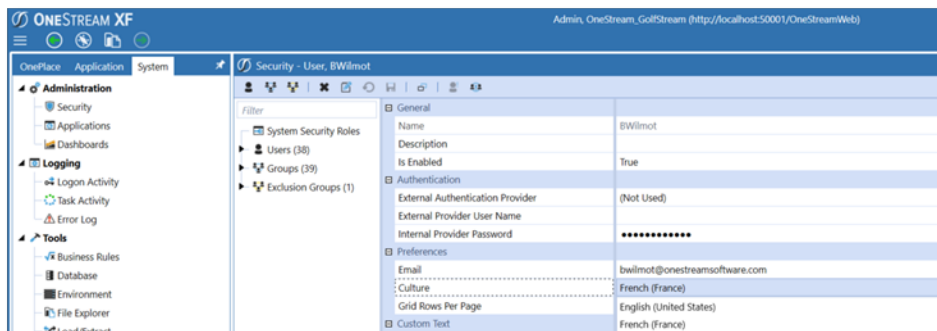 ONESTREAM XF
Admin, OneStream_GolfStream (http://localhost:50001/OneStreamWeb)
OnePlace Application System
Security - User, BWilmot
Administration
Security
Applications
Dashboards
Logging
Logon Activity
Task Activity
Error Log
Tools
Business Rules
Database
Environment
File Explorer
Load/Extract
Filter
System Security Roles
Users (38)
Groups (39)
Exclusion Groups (1)
General
Name BWilmot
Description
Is Enabled True
Authentication
External Authentication Provider (Not Used)
External Provider User Name
Internal Provider Password ●●●●●●●●●●●●
Preferences
Email bwilmot@onestreamsoftware.com
Culture French (France)
Grid Rows Per Page English (United States)
Custom Text French (France)